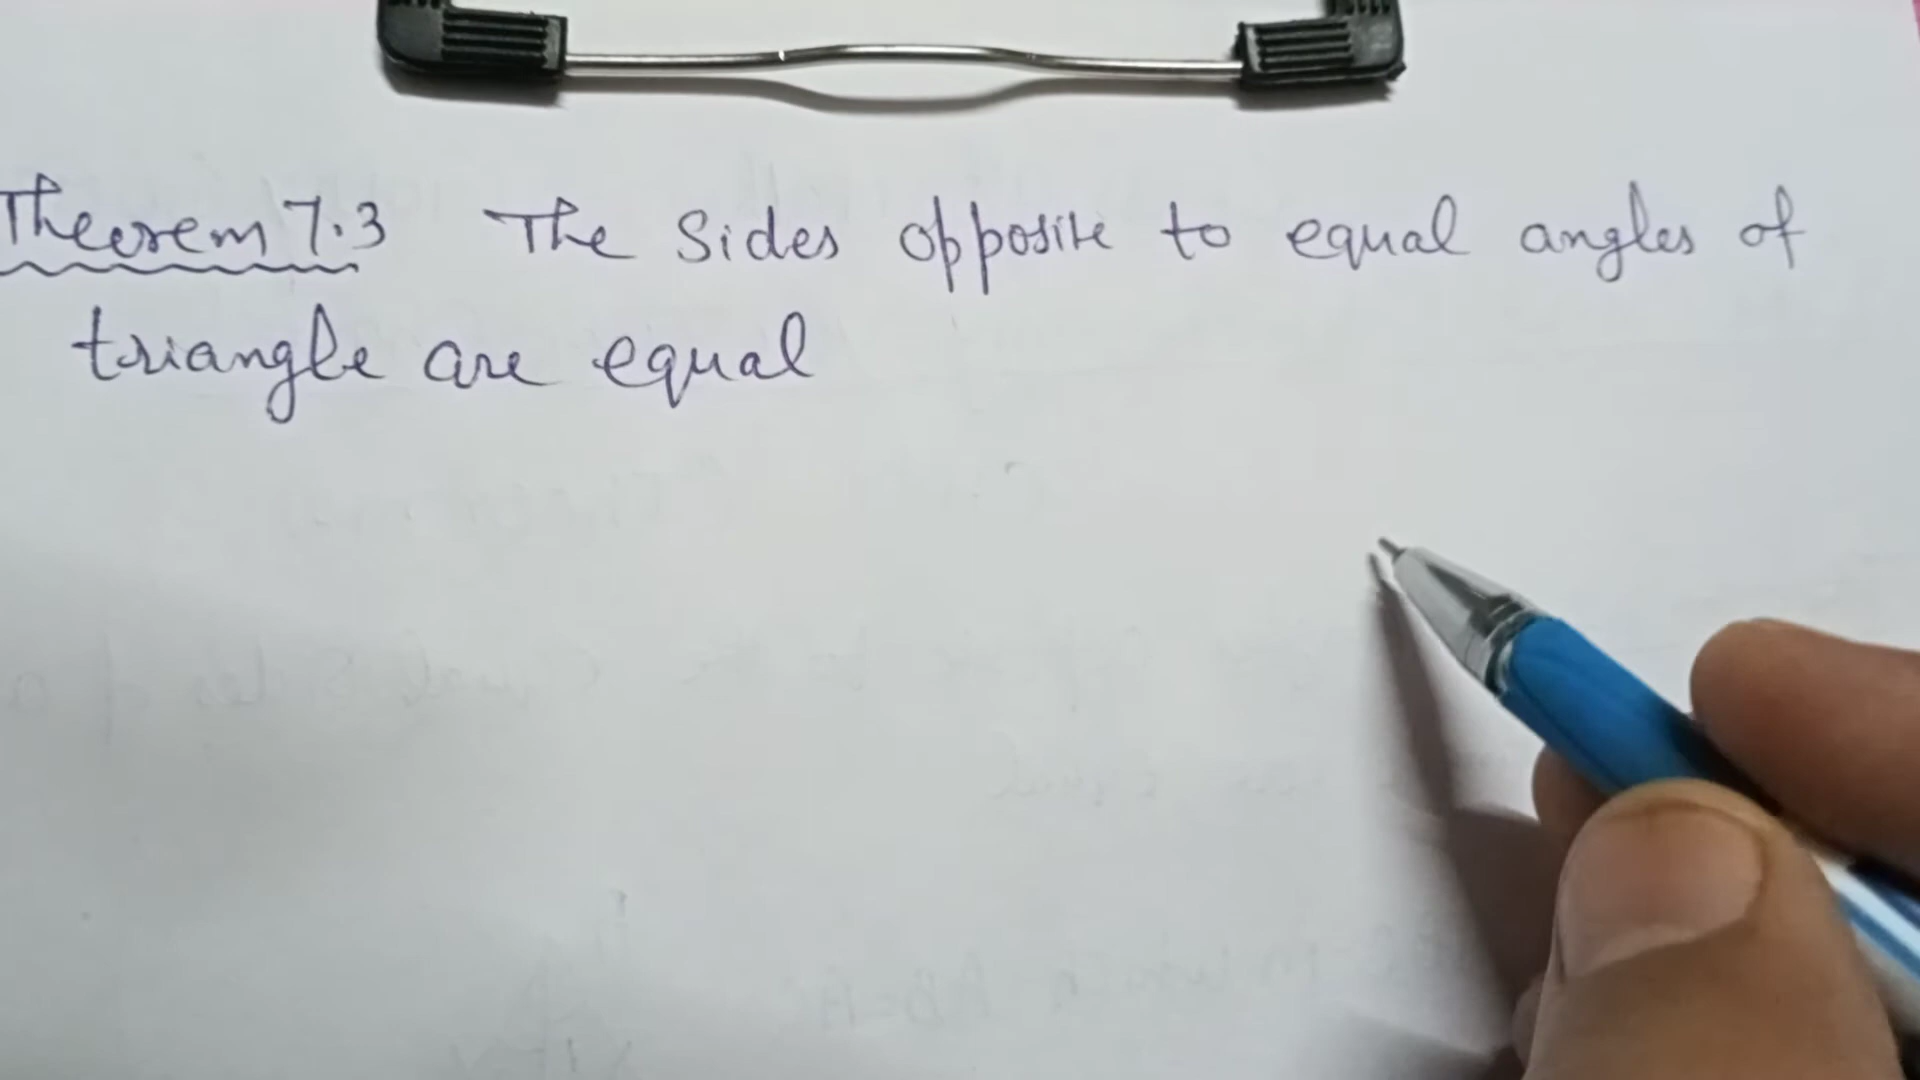 Theorem 7.3 The Sides opposite to equal angles of
triangle are equal